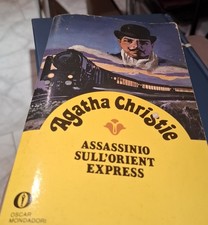 Agatha Christie
ASSASSINIO
SULL'ORIENT
EXPRESS
OSCAR
MONDADORI